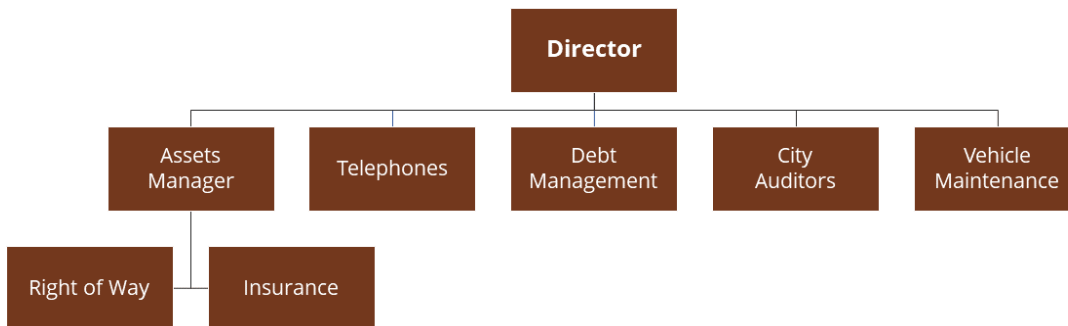 Director
Assets
Manager
Telephones
Debt
Management
City
Auditors
Vehicle
Maintenance
Right of Way
Insurance